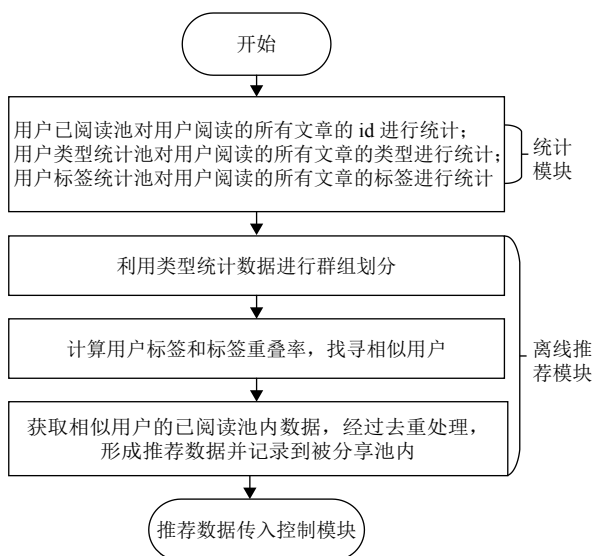 开始
用户已阅读池对用户阅读的所有文章的 id 进行统计；
用户类型统计池对用户阅读的所有文章的类型进行统计；
用户标签统计池对用户阅读的所有文章的标签进行统计
统计
模块
利用类型统计数据进行群组划分
计算用户标签和标签重叠率，找寻相似用户
离线推
荐模块
获取相似用户的已阅读池内数据，经过去重处理，
形成推荐数据并记录到被分享池内
推荐数据传入控制模块